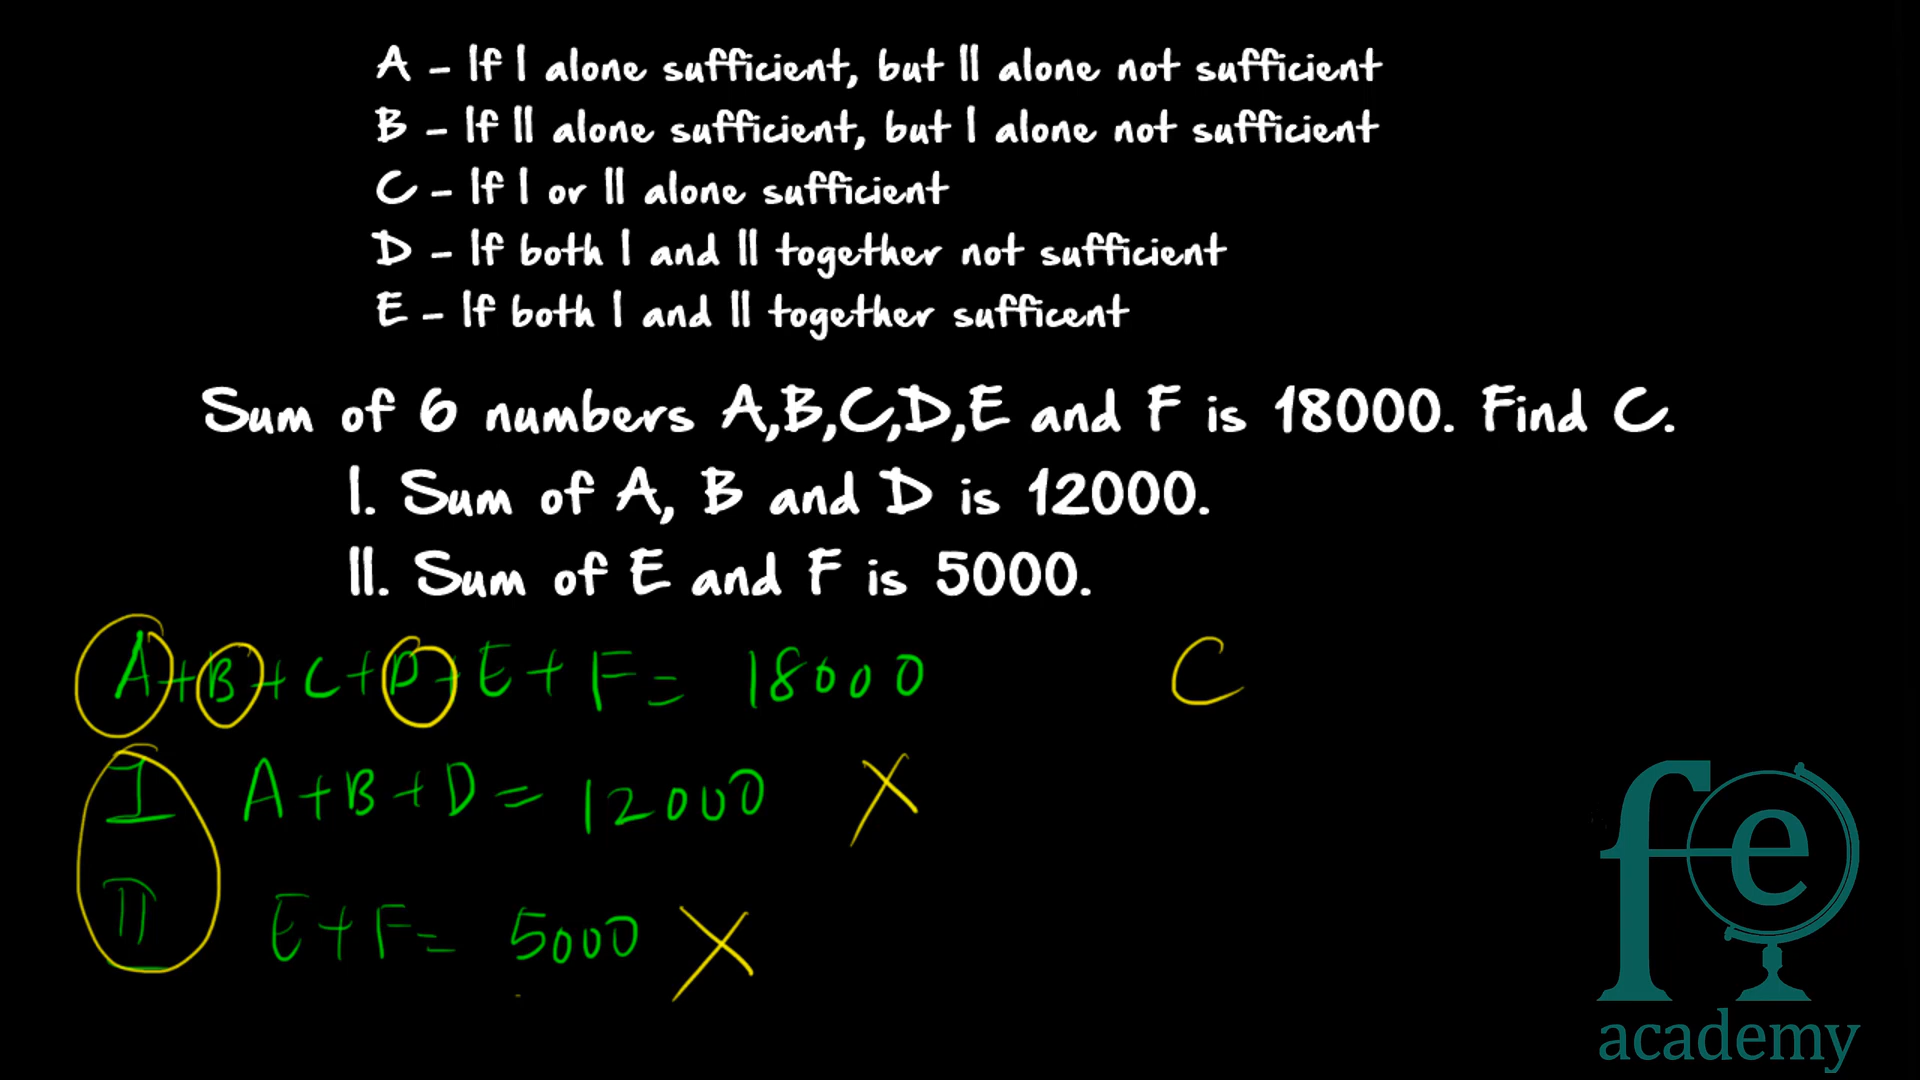 A - If I alone sufficient, but II alone not sufficient
B - If II alone sufficient, but I alone not sufficient
C - If I or II alone sufficient
D - If both I and II together not sufficient
E - If both I and II together sufficent
Sum of 6 numbers A,B,C,D,E and F is 18000. Find C.
I. Sum of A, B and D is 12000.
II. Sum of E and F is 5000.
A+B+C+D+E+F= 18000 C
I A+B+D= 12000 X
II E+F= 5000 X
fe
academy